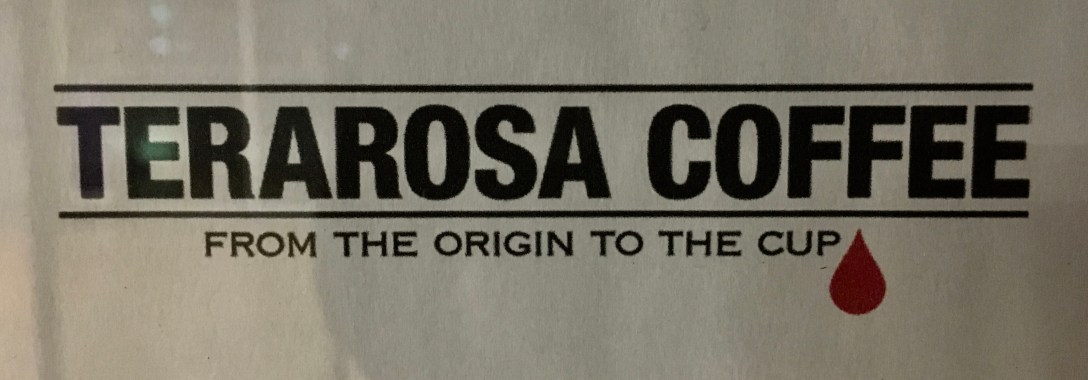 TERAROSA COFFEE
FROM THE ORIGIN TO THE CUP